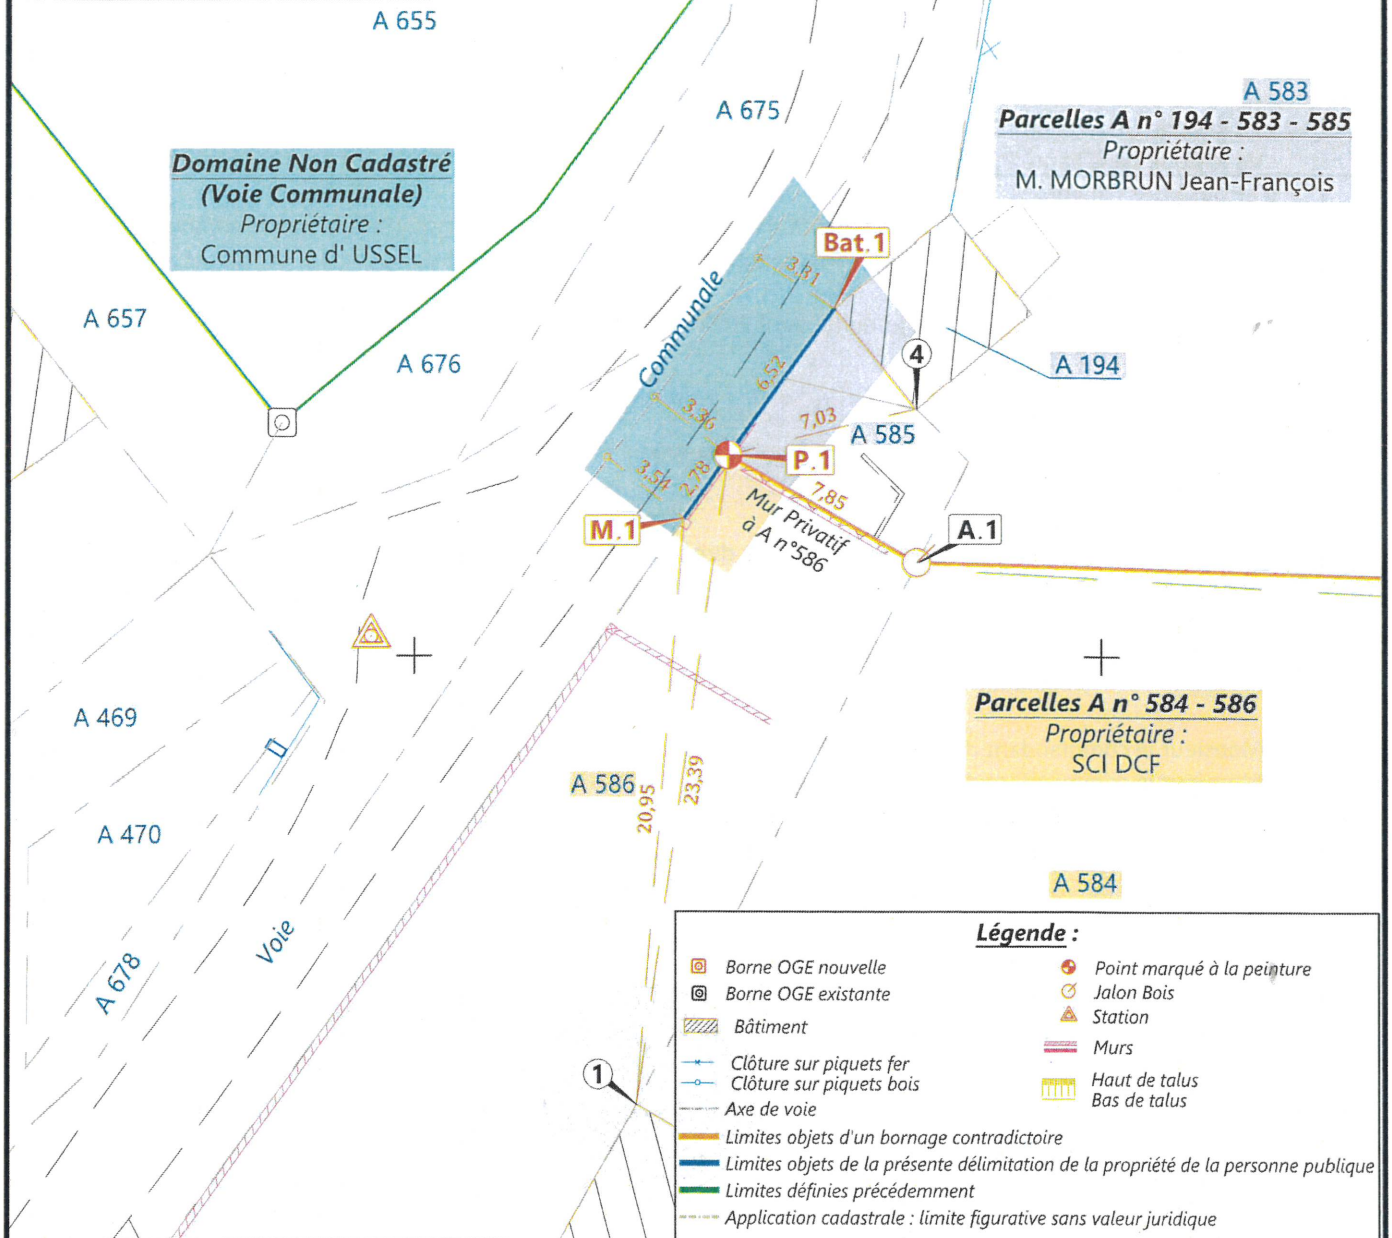 A 655
A 675
A 583
Parcelles A n° 194 - 583 - 585
Propriétaire :
M. MORBRUN Jean-François
Domaine Non Cadastré
(Voie Communale)
Propriétaire :
Commune d' USSEL
Bat.1
3,31
Communale
A 657
A 676
4
A 194
6,52
3,36
7,03
A 585
P.1
3,54
2,78
7,85
Mur Privatif
à A n°586
M.1
A.1
A 469
Parcelles A n° 584 - 586
Propriétaire :
SCI DCF
A 586
20,95
23,39
A 470
A 584
Voie
A 678
1
Légende :
Borne OGE nouvelle
Borne OGE existante
Bâtiment
Clôture sur piquets fer
Clôture sur piquets bois
Axe de voie
Point marqué à la peinture
Jalon Bois
Station
Murs
Haut de talus
Bas de talus
Limites objets d'un bornage contradictoire
Limites objets de la présente délimitation de la propriété de la personne publique
Limites définies précédemment
Application cadastrale : limite figurative sans valeur juridique